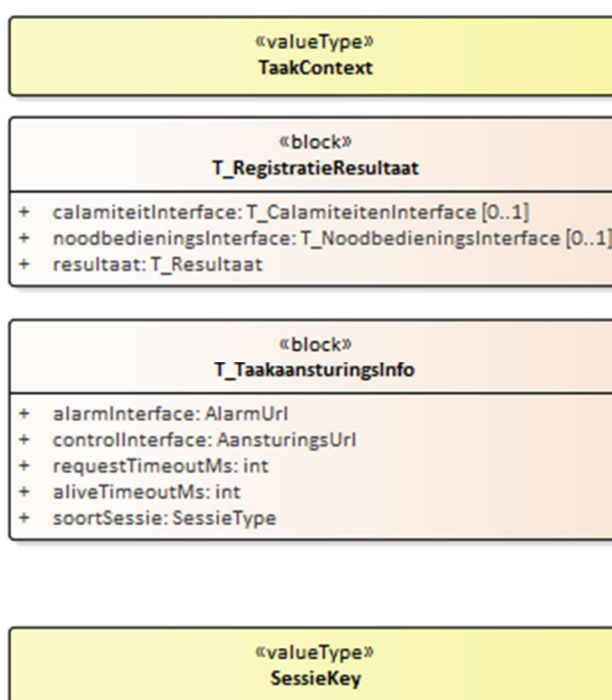 «valueType»
TaakContext
«block»
T_RegistratieResultaat
+ calamiteitInterface: T_CalamiteitenInterface [0..1]
+ noodbedieningsInterface: T_NoodbedieningsInterface [0..1]
+ resultaat: T_Resultaat
«block»
T_TaakaansturingsInfo
+ alarmInterface: AlarmUrl
+ controlInterface: AansturingsUrl
+ requestTimeoutMs: int
+ aliveTimeoutMs: int
+ soortSessie: SessieType
«valueType»
SessieKey